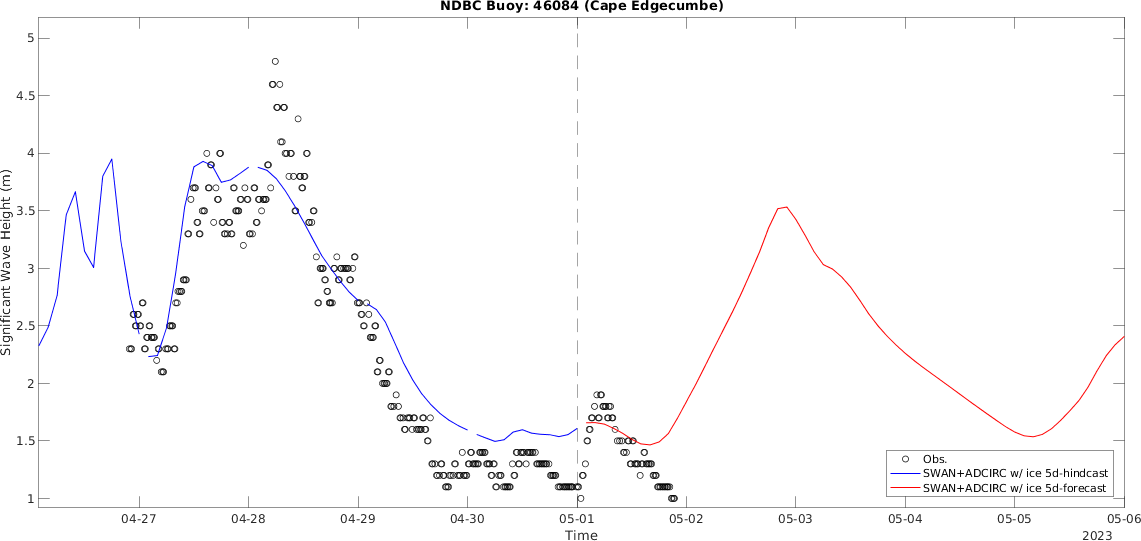 NDBC Buoy: 46084 (Cape Edgecumbe)
5
4.5
4
3.5
3
2.5
2
1.5
1
Significant Wave Height (m)
Obs.
SWAN+ADCIRC w/ ice 5d-hindcast
SWAN+ADCIRC w/ ice 5d-forecast
04-27 04-28 04-29 04-30 05-01 05-02 05-03 05-04 05-05 05-06
Time
2023